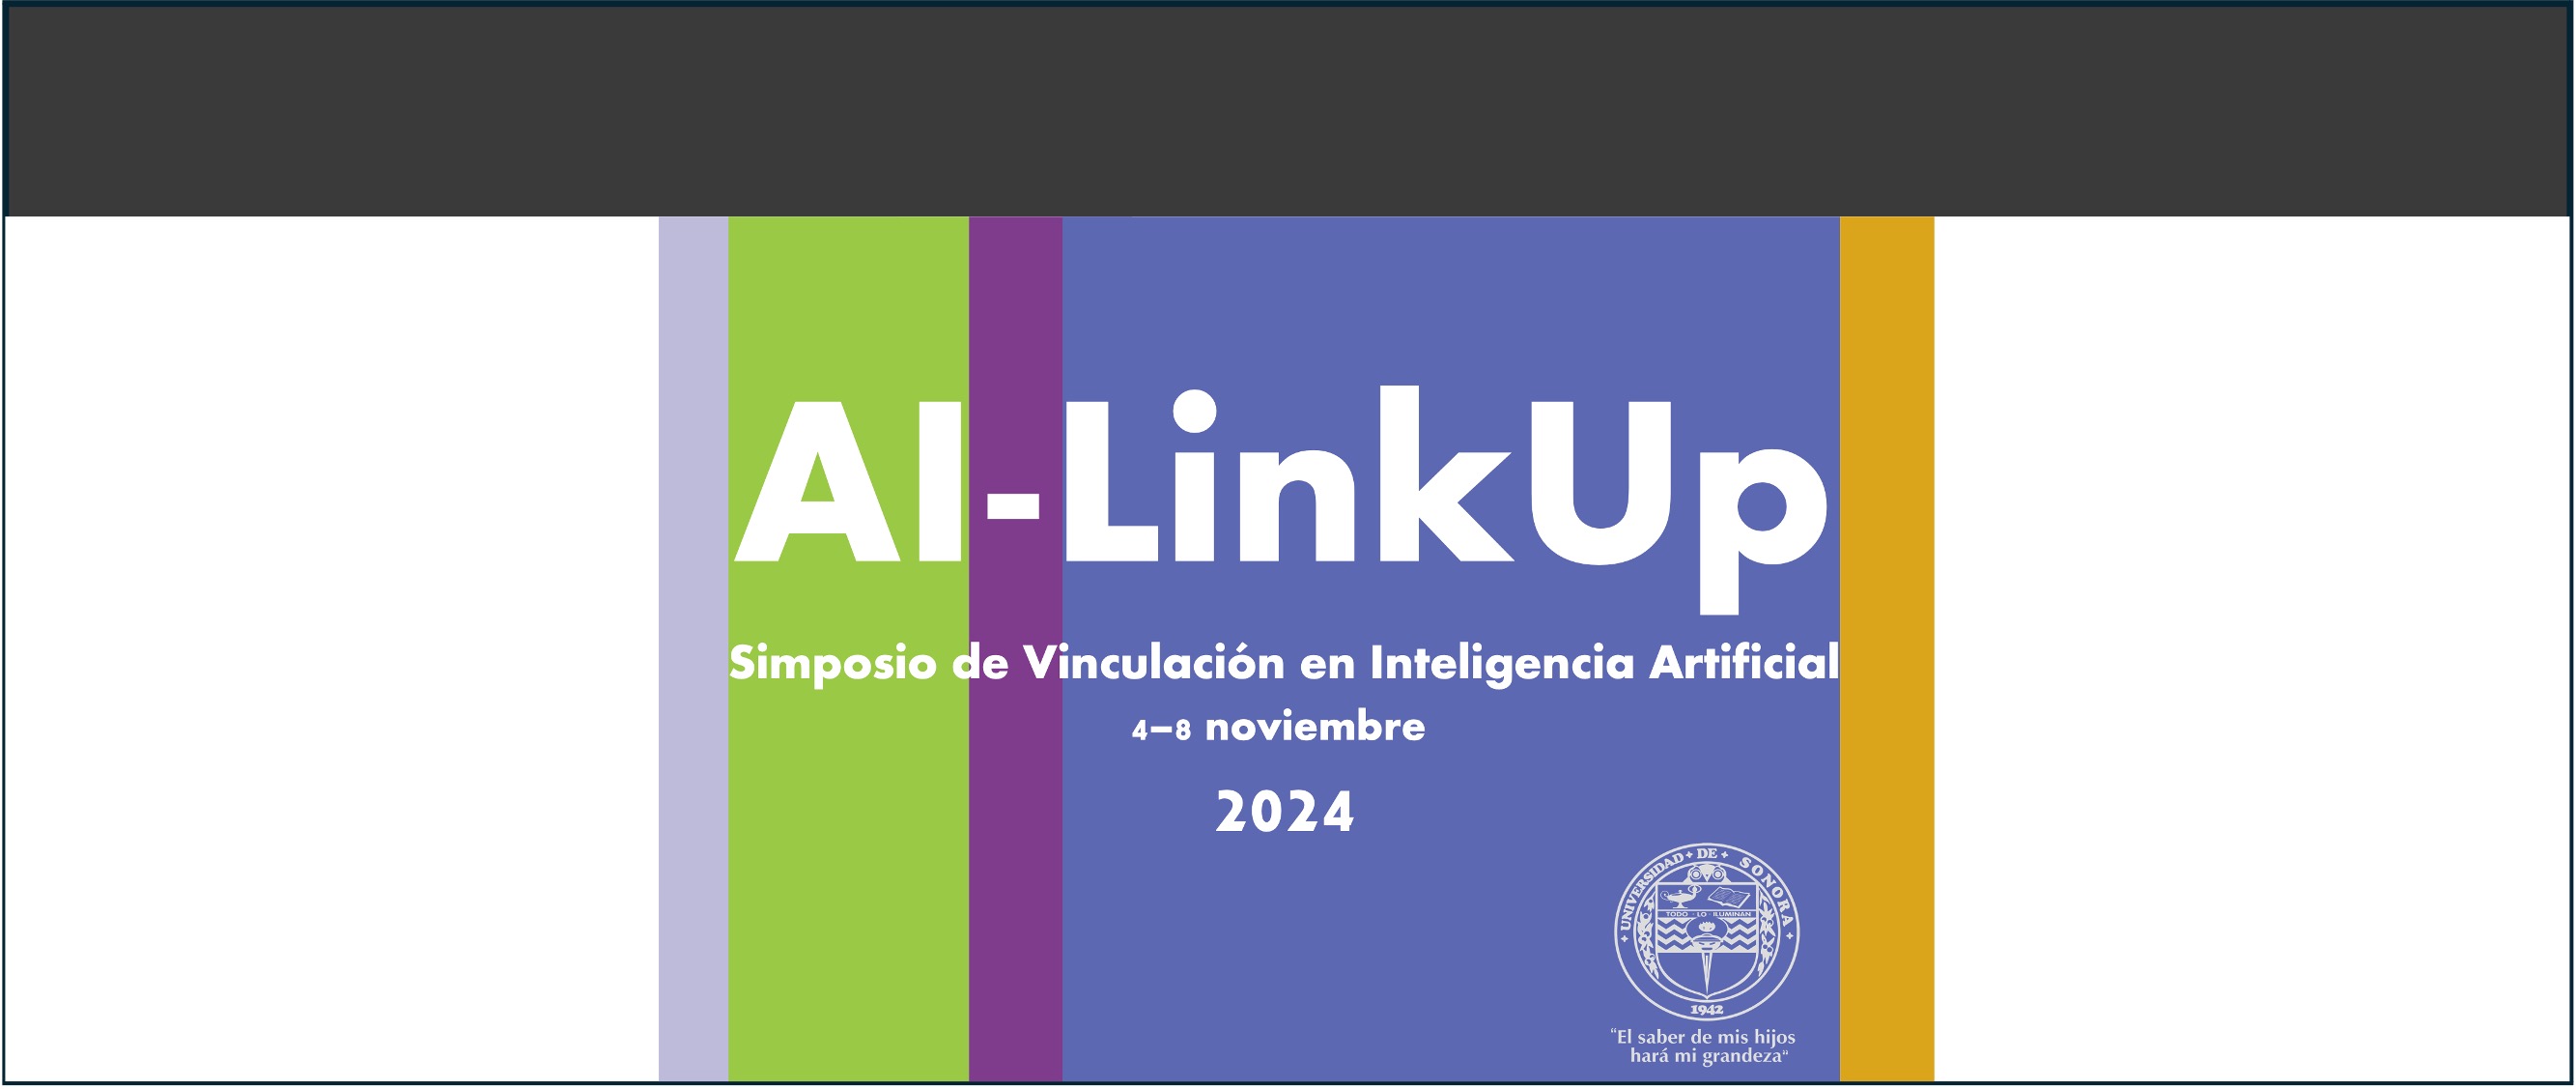 AI-LinkUp
Simposio de Vinculación en Inteligencia Artificial
4–8 noviembre
2024
UNIVERSIDAD DE SONORA
TODO LO ILUMINAN
1942
“El saber de mis hijos
hará mi grandeza“